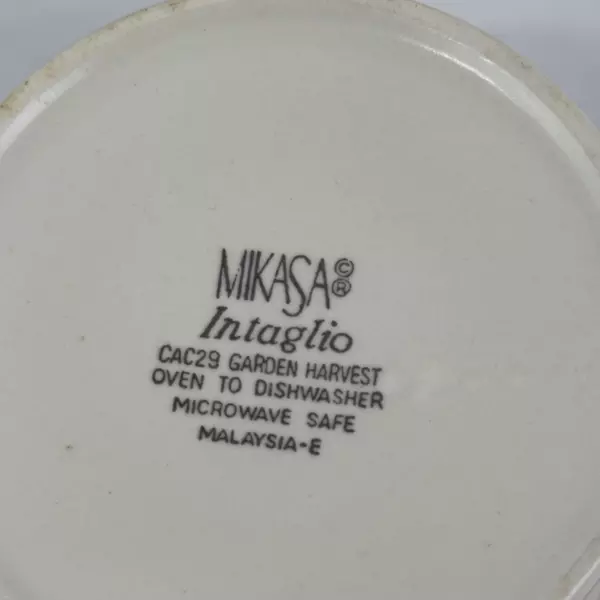 MIKASA©®
Intaglio
CAC29 GARDEN HARVEST
OVEN TO DISHWASHER
MICROWAVE SAFE
MALAYSIA-E